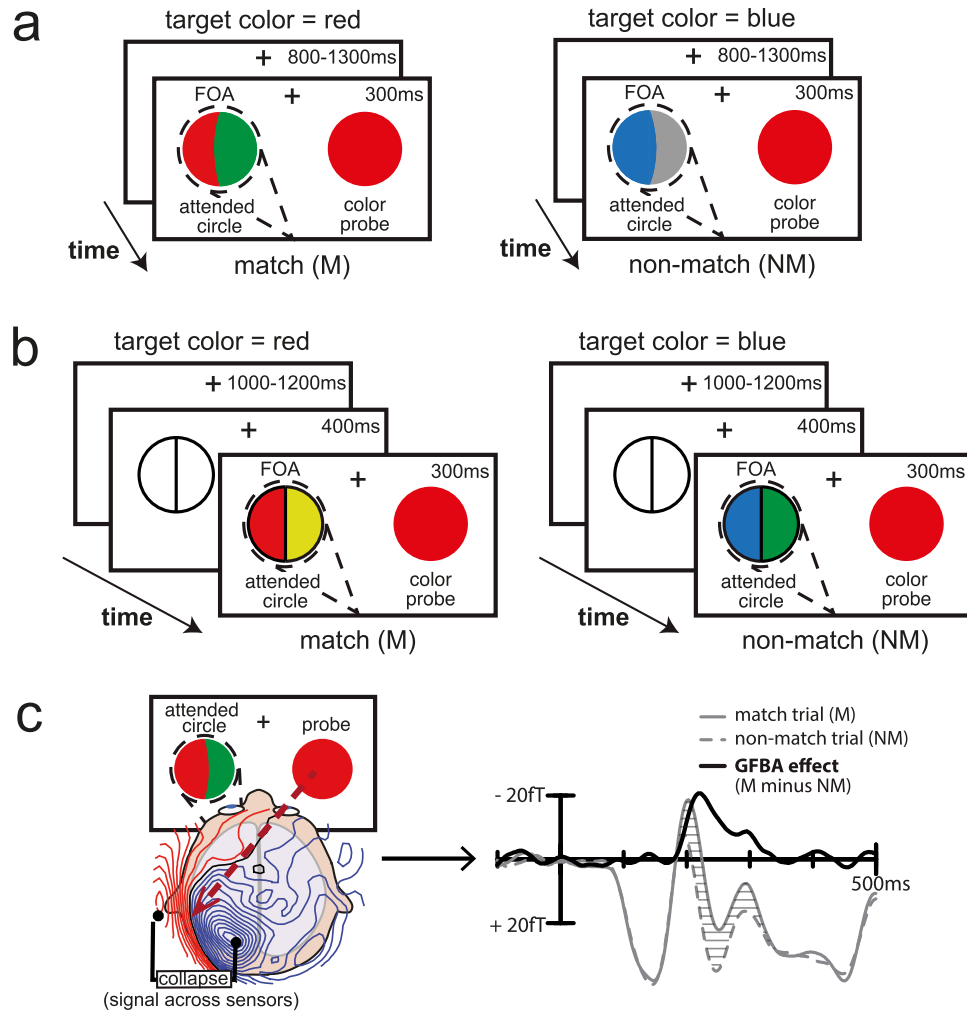 a
target color = red
+ 800-1300ms
FOA
+
300ms
attended
circle
color
probe
time
match (M)
target color = blue
+ 800-1300ms
FOA
+
300ms
attended
circle
color
probe
time
non-match (NM)
b
target color = red
+ 1000-1200ms
+
400ms
FOA
+
300ms
attended
circle
color
probe
time
match (M)
target color = blue
+ 1000-1200ms
+
400ms
FOA
+
300ms
attended
circle
color
probe
time
non-match (NM)
c
attended
circle
+
probe
collapse
(signal across sensors)
match trial (M)
non-match trial (NM)
GFBA effect
(M minus NM)
- 20fT
+ 20fT
500ms